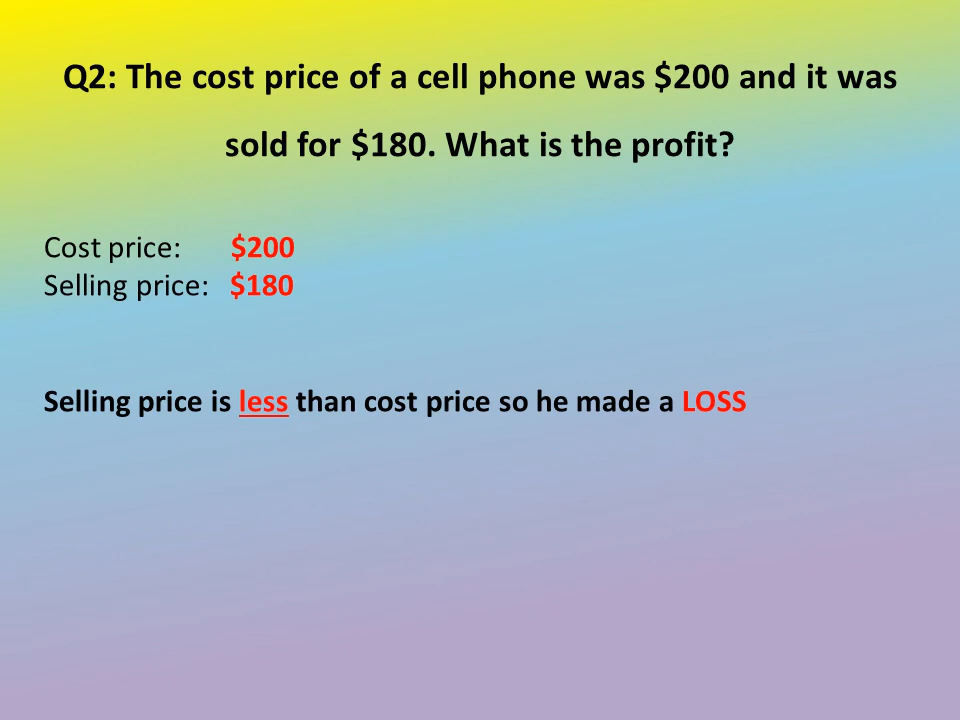 Q2: The cost price of a cell phone was $200 and it was
sold for $180. What is the profit?
Cost price: $200
Selling price: $180
Selling price is less than cost price so he made a LOSS